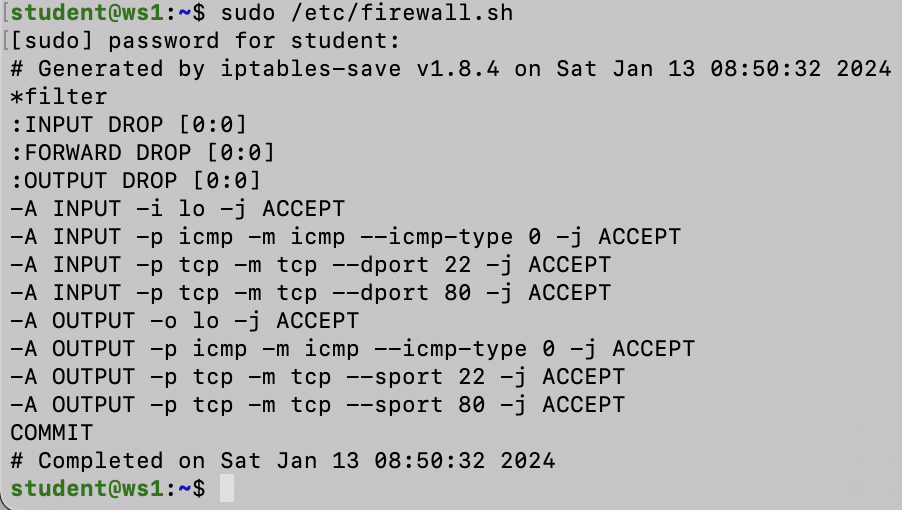 [student@ws1:~$ sudo /etc/firewall.sh
[[sudo] password for student:
# Generated by iptables-save v1.8.4 on Sat Jan 13 08:50:32 2024
*filter
:INPUT DROP [0:0]
:FORWARD DROP [0:0]
:OUTPUT DROP [0:0]
-A INPUT -i lo -j ACCEPT
-A INPUT -p icmp -m icmp --icmp-type 0 -j ACCEPT
-A INPUT -p tcp -m tcp --dport 22 -j ACCEPT
-A INPUT -p tcp -m tcp --dport 80 -j ACCEPT
-A OUTPUT -o lo -j ACCEPT
-A OUTPUT -p icmp -m icmp --icmp-type 0 -j ACCEPT
-A OUTPUT -p tcp -m tcp --sport 22 -j ACCEPT
-A OUTPUT -p tcp -m tcp --sport 80 -j ACCEPT
COMMIT
# Completed on Sat Jan 13 08:50:32 2024
student@ws1:~$